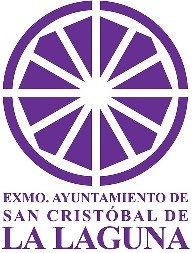 EXMO. AYUNTAMIENTO DE
SAN CRISTÓBAL DE
LA LAGUNA